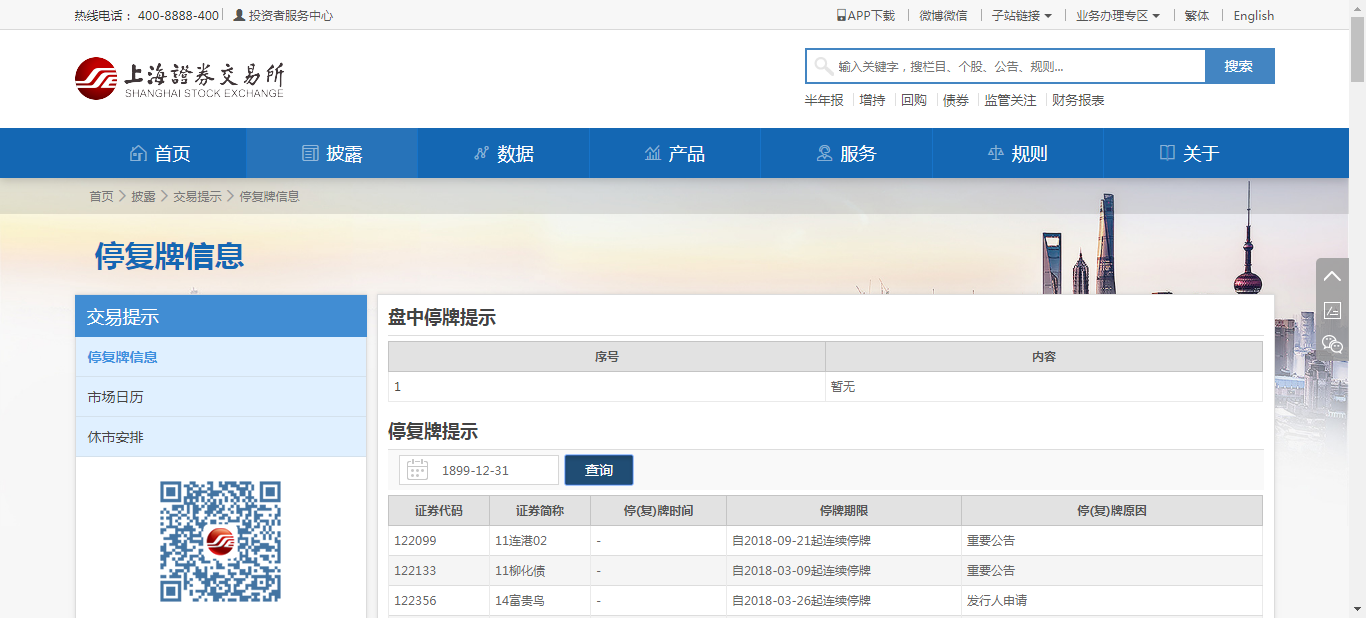 热线电话： 400-8888-400 投资者服务中心 APP下载 微博微信 子站链接 业务办理专区 繁体 English
上海證券交易所
SHANGHAI STOCK EXCHANGE
输入关键字，搜栏目、个股、公告、规则... 搜索
半年报 增持 回购 债券 监管关注 财务报表
首页 披露 数据 产品 服务 规则 关于
首页 披露 交易提示 停复牌信息
停复牌信息
交易提示
停复牌信息
市场日历
休市安排
盘中停牌提示
序号 内容
1 暂无
停复牌提示
1899-12-31 查询
证券代码 证券简称 停(复)牌时间 停牌期限 停(复)牌原因
122099 11连港02 - 自2018-09-21起连续停牌 重要公告
122133 11柳化债 - 自2018-03-09起连续停牌 重要公告
122356 14富贵鸟 - 自2018-03-26起连续停牌 发行人申请